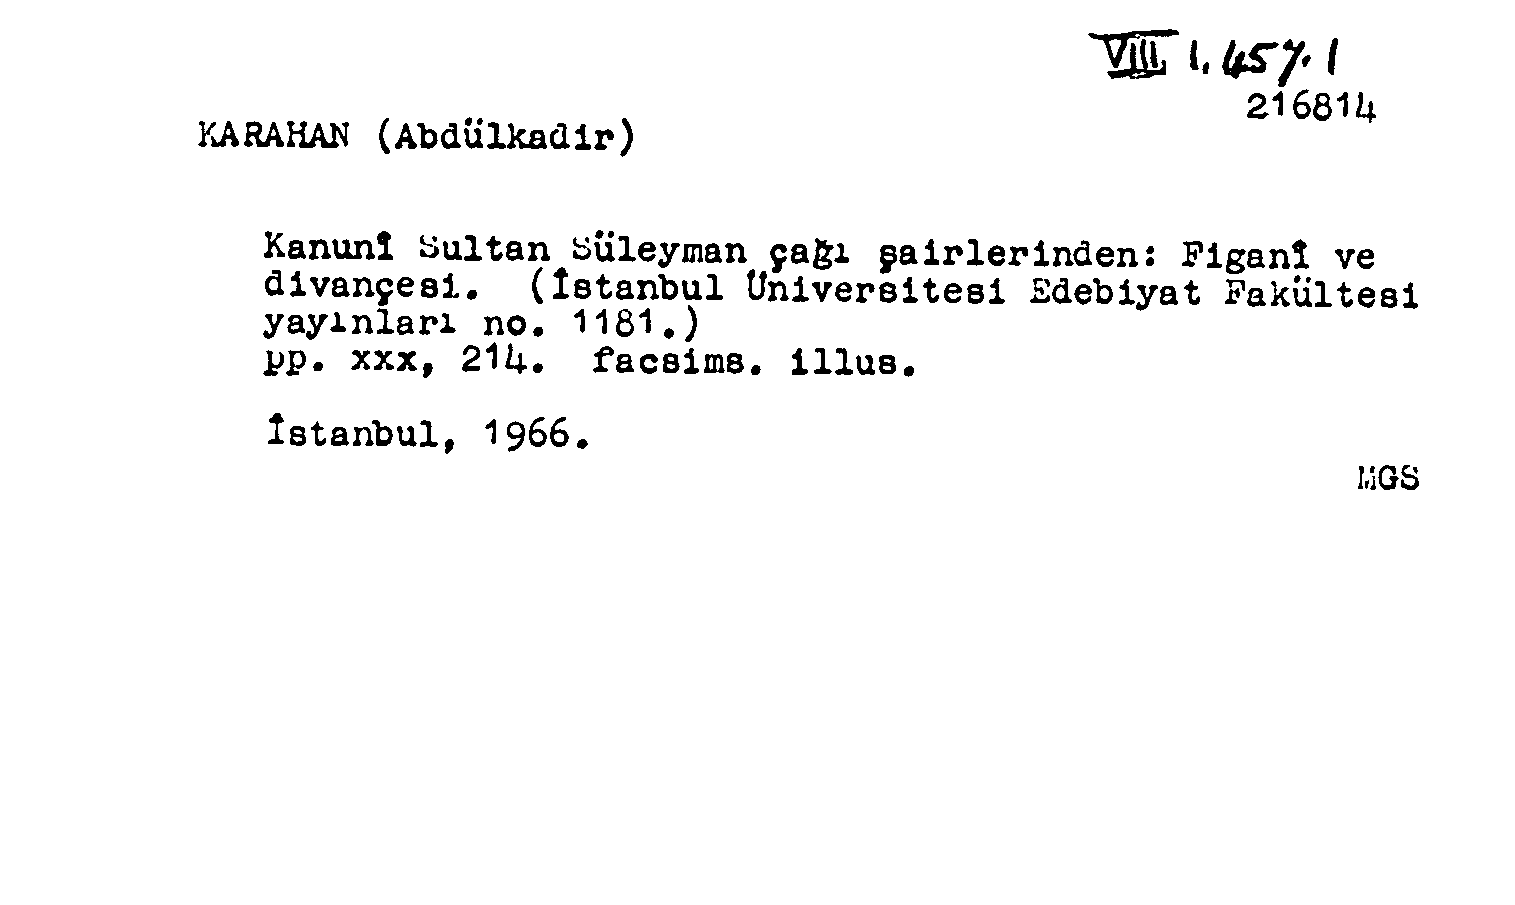 VIII 1.457.1
216814
KARAHAN (Abdülkadir)
Kanunî Sultan Süleyman çağı şairlerinden: Figanî ve
divançesi. (İstanbul Üniversitesi Edebiyat Fakültesi
yayınları no. 1181.)
pp. xxx, 214. facsims. illus.
İstanbul, 1966.
MGS